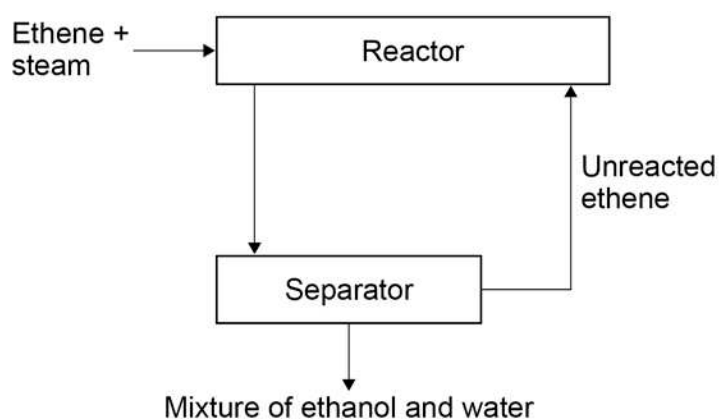 Ethene +
steam
Reactor
Unreacted
ethene
Separator
Mixture of ethanol and water